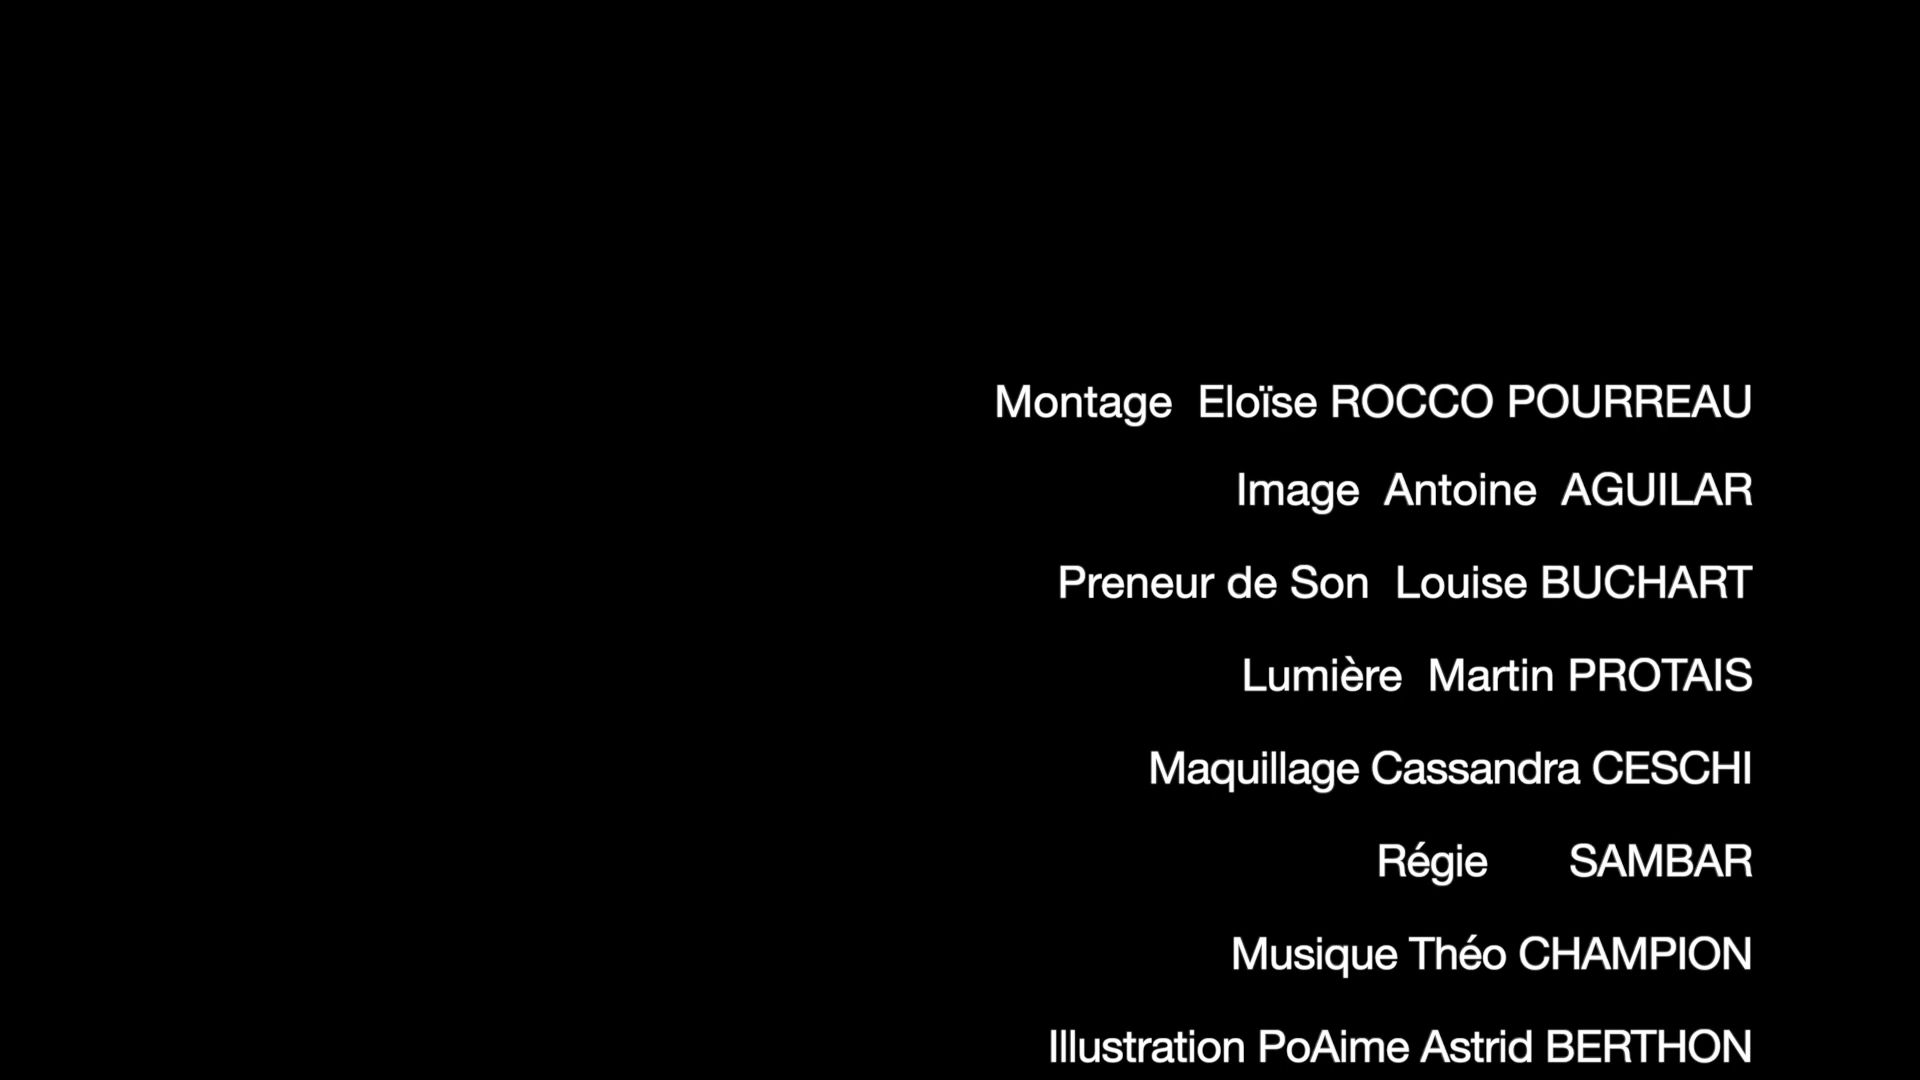 Montage Eloïse ROCCO POURREAU
Image Antoine AGUILAR
Preneur de Son Louise BUCHART
Lumière Martin PROTAIS
Maquillage Cassandra CESCHI
Régie SAMBAR
Musique Théo CHAMPION
Illustration PoAime Astrid BERTHON